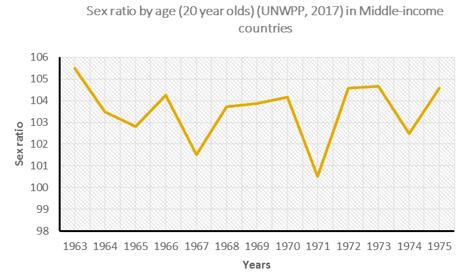 Sex ratio by age (20 year olds) (UNWPP, 2017) in Middle-income
countries
106
105
104
103
102
101
100
99
98
Sex ratio
1963 1964 1965 1966 1967 1968 1969 1970 1971 1972 1973 1974 1975
Years